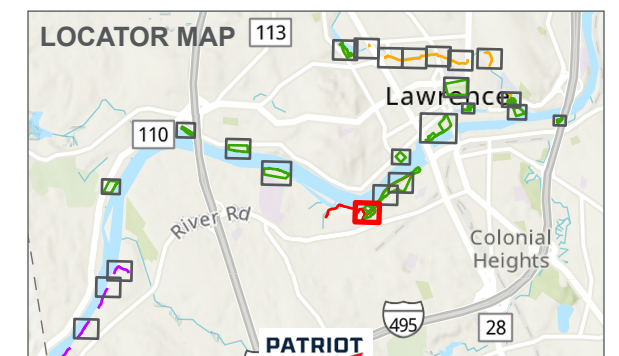 LOCATOR MAP
113
Lawrence
110
River Rd
Colonial
Heights
495
28
PATRIOT